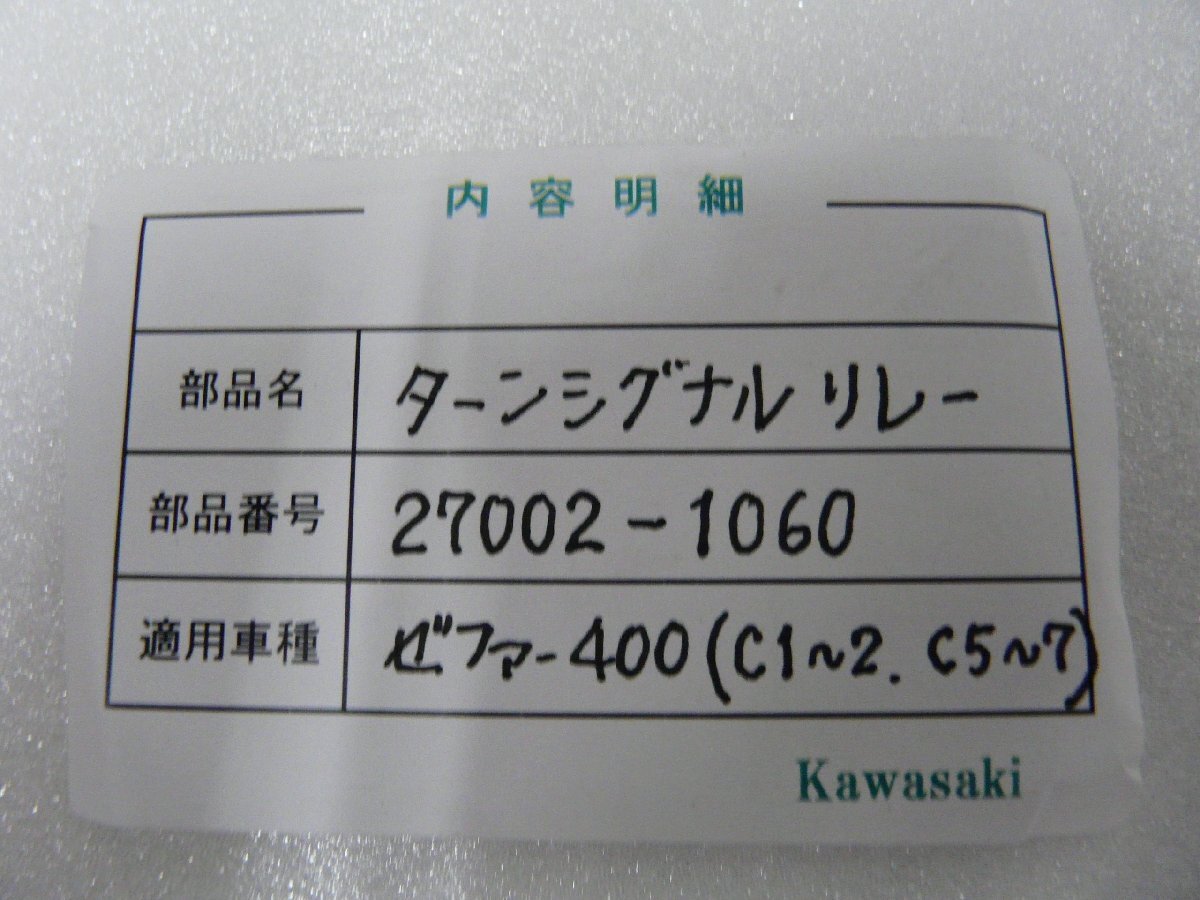 内容明細
部品名 ターンシグナルリレー
部品番号 27002-1060
適用車種 ゼファー400(C1~2. C5~7)
Kawasaki